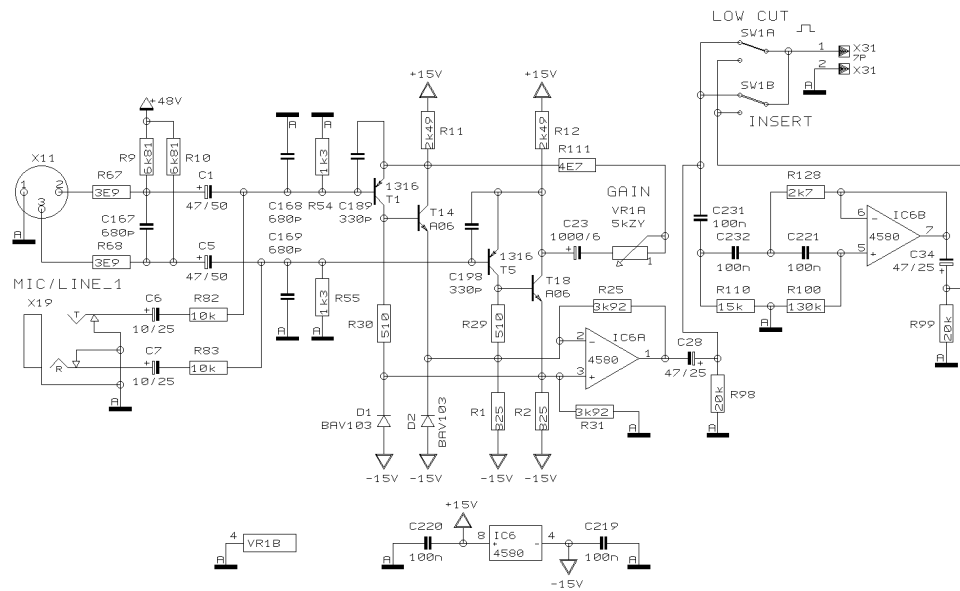 LOW CUT
SW1A
1
X31
7P
2
X31
A
SW1B
INSERT
+15V
+15V
+48V
A
A
R11
2k49
R12
2k49
R111
4E7
X11
R9
6k81
R10
6k81
1
2
3
A
R67
3E9
C1
+
47/50
1k3
R54
C168
680p
C189
330p
1316
T1
C167
680p
R68
3E9
C5
+
47/50
C169
680p
T14
A06
GAIN
VR1A
5kZY
1
C23
+
1000/6
1316
T5
C198
330p
T18
A06
R128
2k7
C231
100n
C232
100n
C221
100n
6
5
7
IC6B
4580
C34
47/25
+
R110
15k
R100
130k
A
R99
20k
A
MIC/LINE_1
X19
T
R
C6
+
10/25
R82
10k
C7
+
10/25
R83
10k
A
A
A
1k3
R55
R30
510
R29
510
R25
3k92
IC6A
4580
2
3
1
C28
+
47/25
R98
20k
A
D1
BAV103
D2
BAV103
R1
825
R2
825
3k92
R31
A
-15V
-15V
-15V
-15V
4
VR1B
A
+15V
C220
100n
A
8
IC6
4580
4
C219
100n
A
-15V